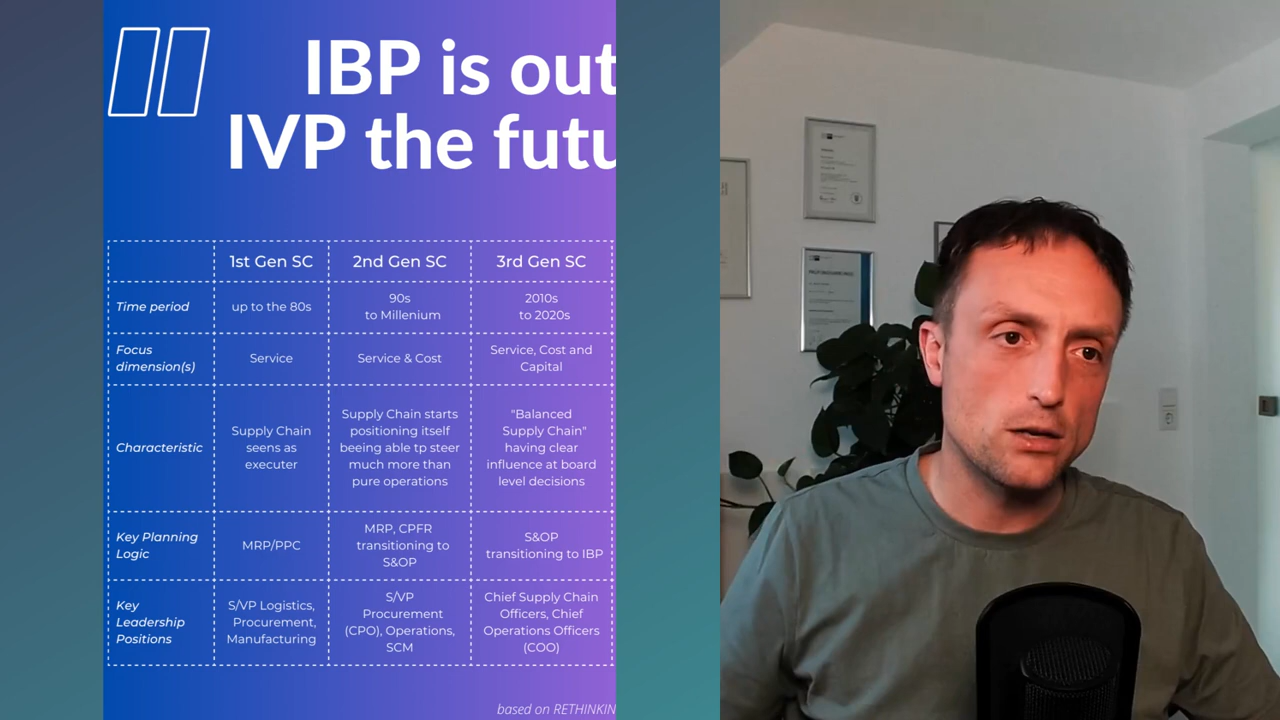 IBP is out
IVP the futu
1st Gen SC
2nd Gen SC
3rd Gen SC
Time period
up to the 80s
90s
to Millenium
2010s
to 2020s
Focus
dimension(s)
Service
Service & Cost
Service, Cost and
Capital
Characteristic
Supply Chain
seens as
executer
Supply Chain starts
positioning itself
beeing able tp steer
much more than
pure operations
"Balanced
Supply Chain"
having clear
influence at board
level decisions
Key Planning
Logic
MRP/PPC
MRP, CPFR
transitioning to
S&OP
S&OP
transitioning to IBP
Key
Leadership
Positions
S/VP Logistics,
Procurement,
Manufacturing
S/VP
Procurement
(CPO), Operations,
SCM
Chief Supply Chain
Officers, Chief
Operations Officers
(COO)
based on RETHINKIN